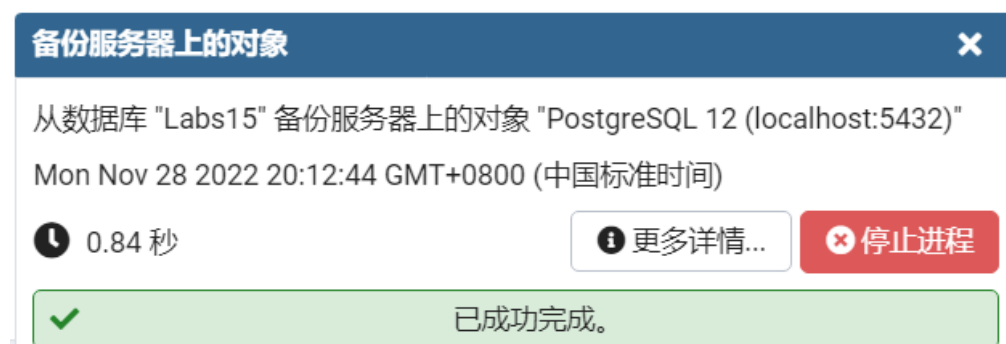 备份服务器上的对象
从数据库 "Labs15" 备份服务器上的对象 "PostgreSQL 12 (localhost:5432)"
Mon Nov 28 2022 20:12:44 GMT+0800 (中国标准时间)
0.84 秒 更多详情... 停止进程
已成功完成。